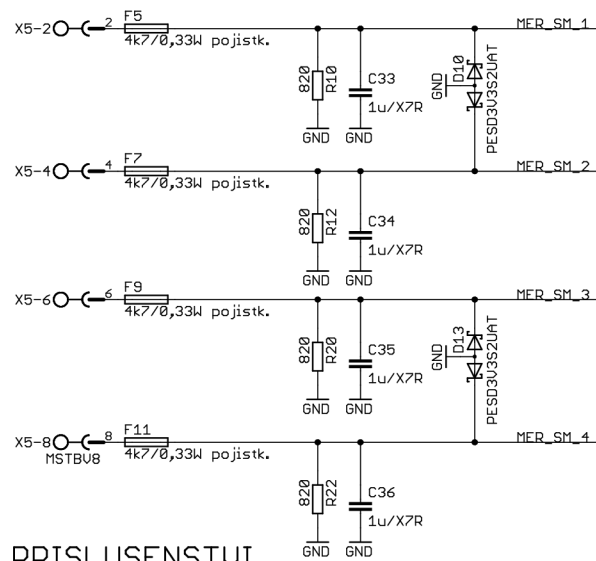 X5-2 2 F5 MER_SM_1
4k7/0,33W pojistk.
820 R10 C33 1u/X7R GND D10 PESD3V3S2UAT
GND GND
X5-4 4 F7 MER_SM_2
4k7/0,33W pojistk.
820 R12 C34 1u/X7R
GND GND
X5-6 6 F9 MER_SM_3
4k7/0,33W pojistk.
820 R20 C35 1u/X7R GND D13 PESD3V3S2UAT
GND GND
X5-8 8 F11 MER_SM_4
MSTBV8 4k7/0,33W pojistk.
820 R22 C36 1u/X7R
GND GND
PRISLUSENSTVI